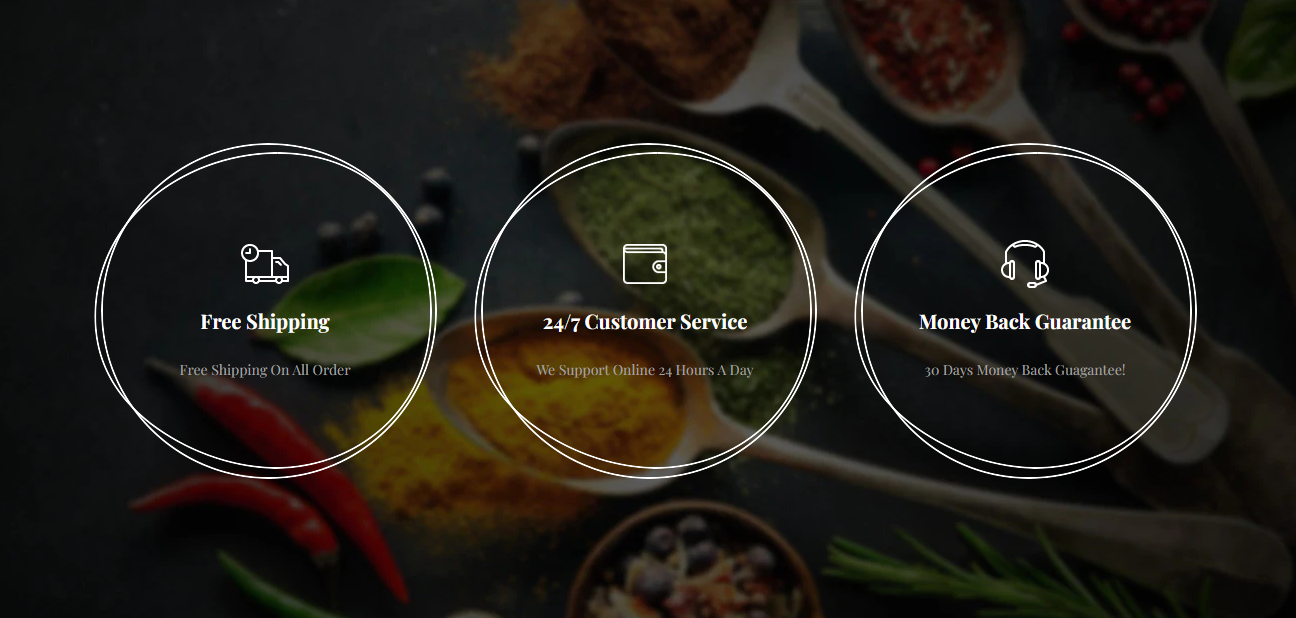 Free Shipping
Free Shipping On All Order
24/7 Customer Service
We Support Online 24 Hours A Day
Money Back Guarantee
30 Days Money Back Guagantee!